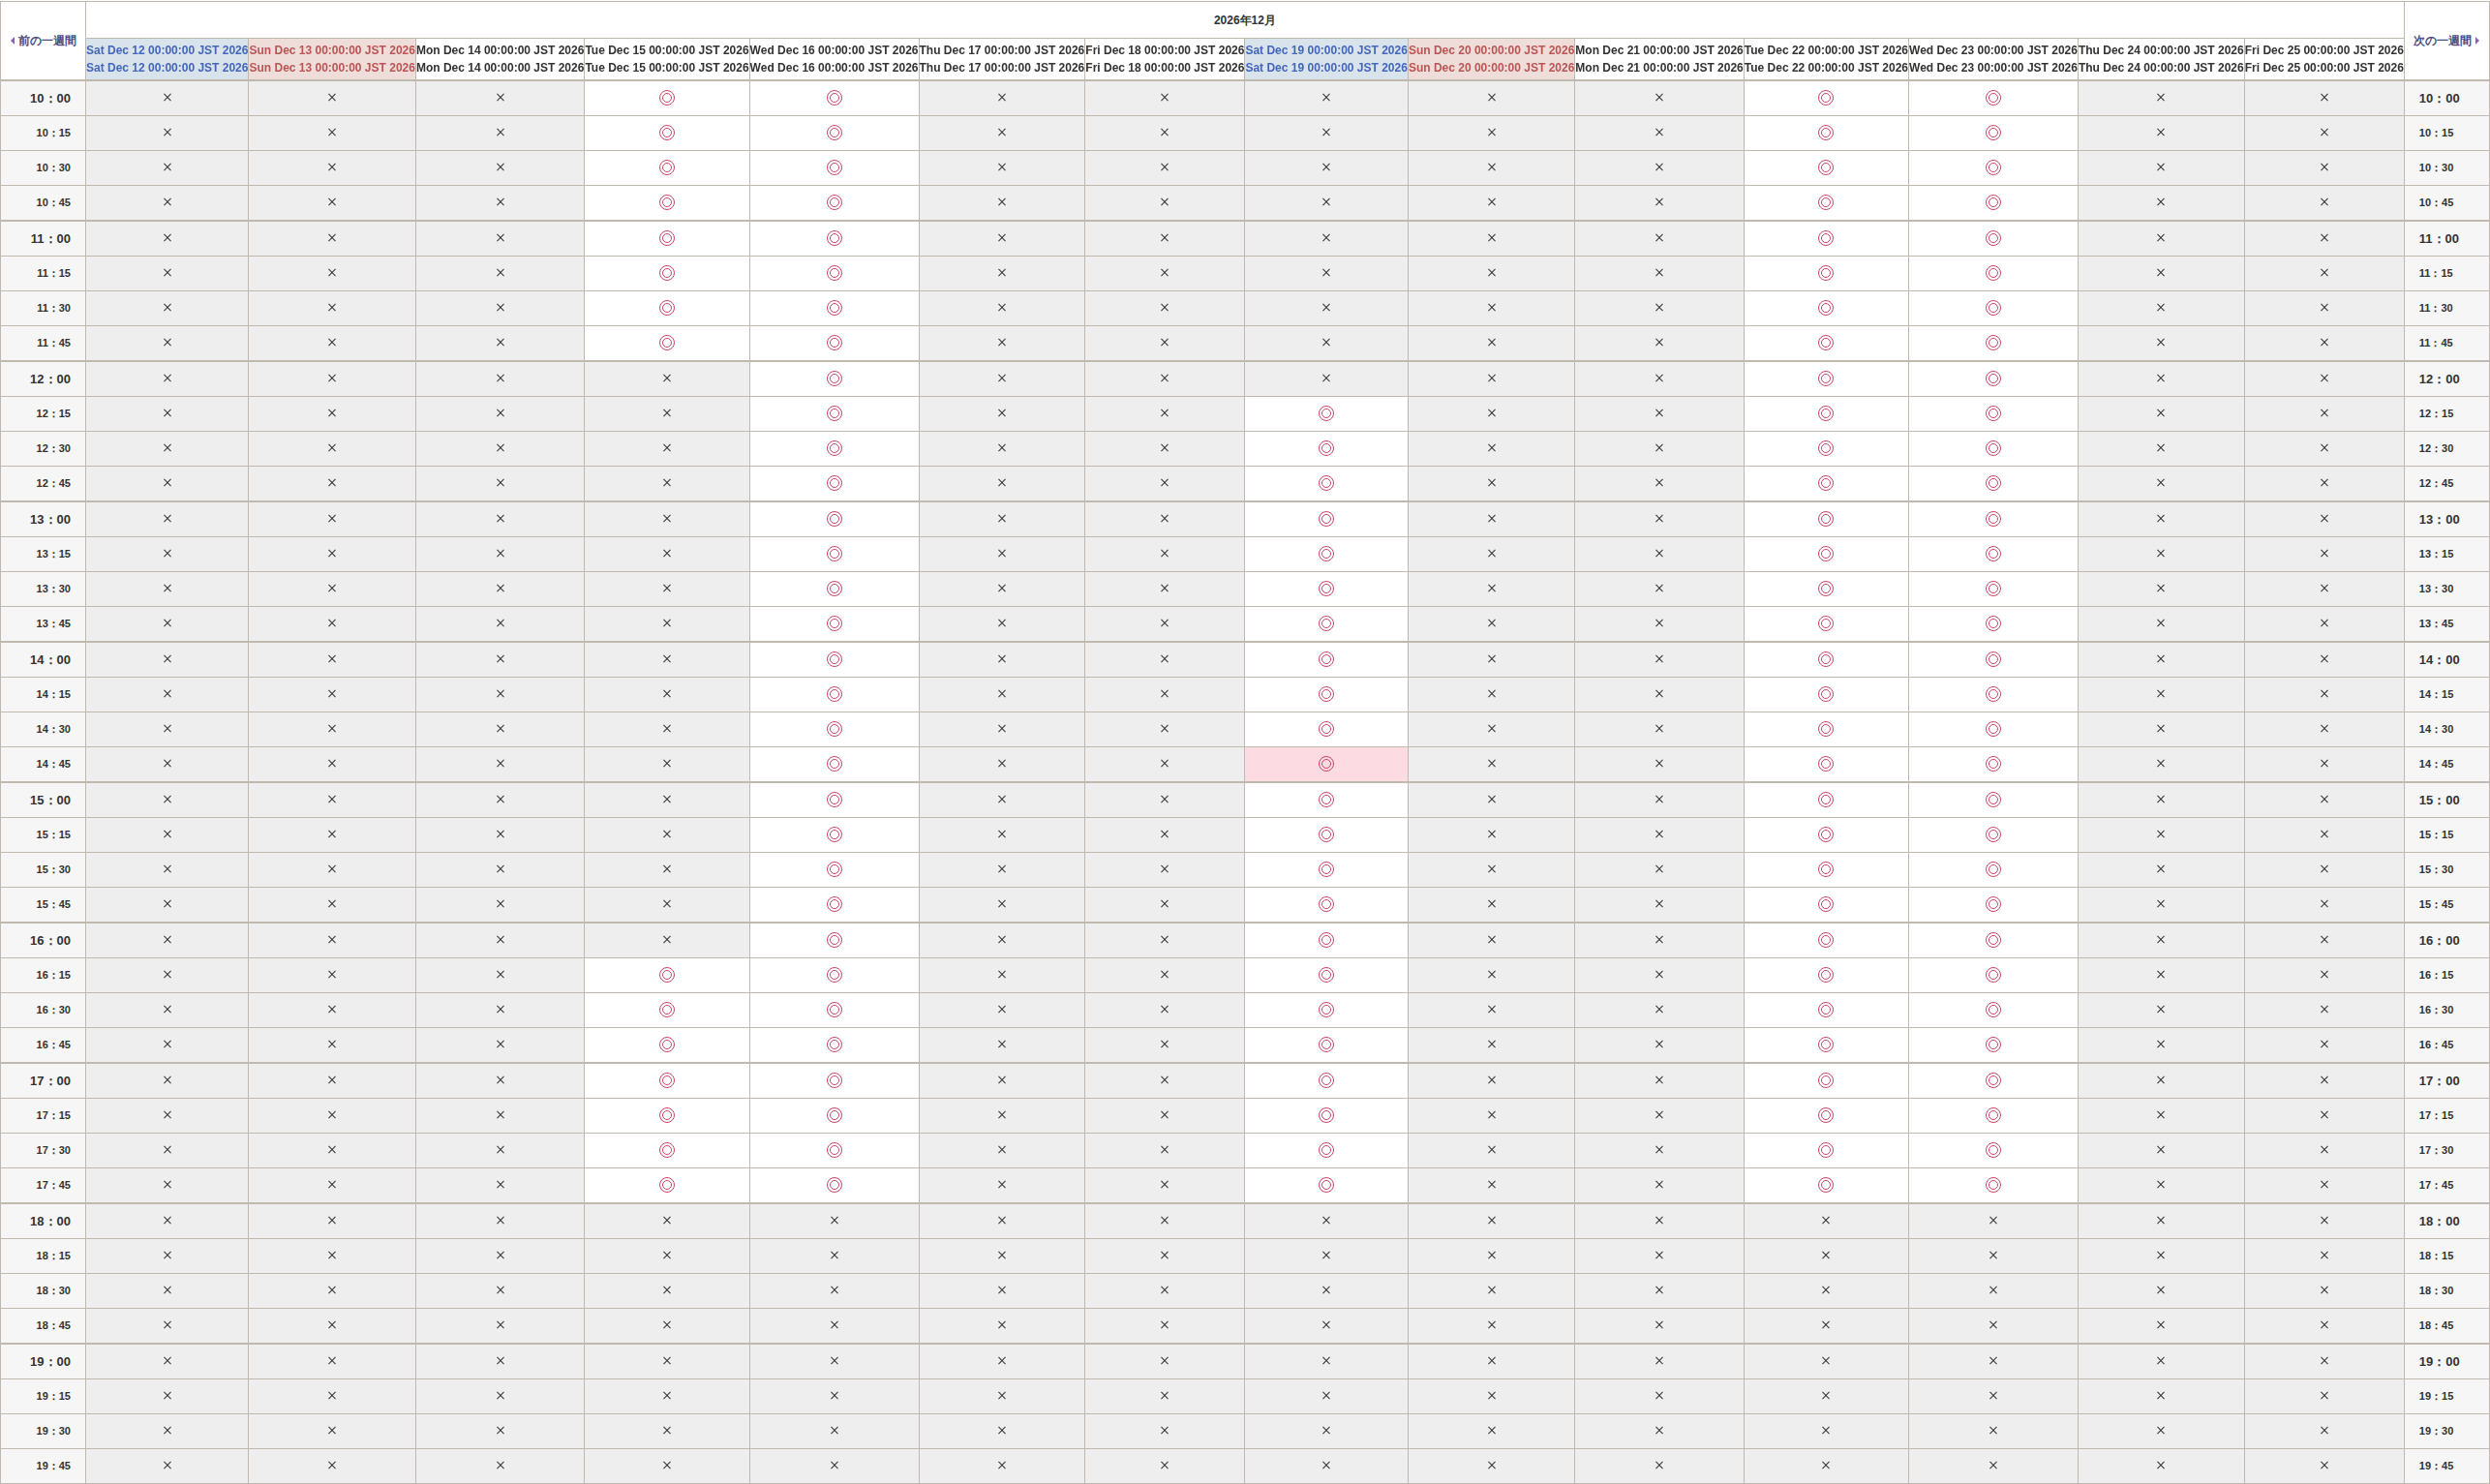 2026年12月
前の一週間 Sat Dec 12 00:00:00 JST 2026 Sun Dec 13 00:00:00 JST 2026 Mon Dec 14 00:00:00 JST 2026 Tue Dec 15 00:00:00 JST 2026 Wed Dec 16 00:00:00 JST 2026 Thu Dec 17 00:00:00 JST 2026 Fri Dec 18 00:00:00 JST 2026 Sat Dec 19 00:00:00 JST 2026 Sun Dec 20 00:00:00 JST 2026 Mon Dec 21 00:00:00 JST 2026 Tue Dec 22 00:00:00 JST 2026 Wed Dec 23 00:00:00 JST 2026 Thu Dec 24 00:00:00 JST 2026 Fri Dec 25 00:00:00 JST 2026 次の一週間
Sat Dec 12 00:00:00 JST 2026 Sun Dec 13 00:00:00 JST 2026 Mon Dec 14 00:00:00 JST 2026 Tue Dec 15 00:00:00 JST 2026 Wed Dec 16 00:00:00 JST 2026 Thu Dec 17 00:00:00 JST 2026 Fri Dec 18 00:00:00 JST 2026 Sat Dec 19 00:00:00 JST 2026 Sun Dec 20 00:00:00 JST 2026 Mon Dec 21 00:00:00 JST 2026 Tue Dec 22 00:00:00 JST 2026 Wed Dec 23 00:00:00 JST 2026 Thu Dec 24 00:00:00 JST 2026 Fri Dec 25 00:00:00 JST 2026
10：00 × × × ◎ ◎ × × × × × ◎ ◎ × × 10：00
10：15 × × × ◎ ◎ × × × × × ◎ ◎ × × 10：15
10：30 × × × ◎ ◎ × × × × × ◎ ◎ × × 10：30
10：45 × × × ◎ ◎ × × × × × ◎ ◎ × × 10：45
11：00 × × × ◎ ◎ × × × × × ◎ ◎ × × 11：00
11：15 × × × ◎ ◎ × × × × × ◎ ◎ × × 11：15
11：30 × × × ◎ ◎ × × × × × ◎ ◎ × × 11：30
11：45 × × × ◎ ◎ × × × × × ◎ ◎ × × 11：45
12：00 × × × × ◎ × × × × × ◎ ◎ × × 12：00
12：15 × × × × ◎ × × ◎ × × ◎ ◎ × × 12：15
12：30 × × × × ◎ × × ◎ × × ◎ ◎ × × 12：30
12：45 × × × × ◎ × × ◎ × × ◎ ◎ × × 12：45
13：00 × × × × ◎ × × ◎ × × ◎ ◎ × × 13：00
13：15 × × × × ◎ × × ◎ × × ◎ ◎ × × 13：15
13：30 × × × × ◎ × × ◎ × × ◎ ◎ × × 13：30
13：45 × × × × ◎ × × ◎ × × ◎ ◎ × × 13：45
14：00 × × × × ◎ × × ◎ × × ◎ ◎ × × 14：00
14：15 × × × × ◎ × × ◎ × × ◎ ◎ × × 14：15
14：30 × × × × ◎ × × ◎ × × ◎ ◎ × × 14：30
14：45 × × × × ◎ × × ◎ × × ◎ ◎ × × 14：45
15：00 × × × × ◎ × × ◎ × × ◎ ◎ × × 15：00
15：15 × × × × ◎ × × ◎ × × ◎ ◎ × × 15：15
15：30 × × × × ◎ × × ◎ × × ◎ ◎ × × 15：30
15：45 × × × × ◎ × × ◎ × × ◎ ◎ × × 15：45
16：00 × × × × ◎ × × ◎ × × ◎ ◎ × × 16：00
16：15 × × × ◎ ◎ × × ◎ × × ◎ ◎ × × 16：15
16：30 × × × ◎ ◎ × × ◎ × × ◎ ◎ × × 16：30
16：45 × × × ◎ ◎ × × ◎ × × ◎ ◎ × × 16：45
17：00 × × × ◎ ◎ × × ◎ × × ◎ ◎ × × 17：00
17：15 × × × ◎ ◎ × × ◎ × × ◎ ◎ × × 17：15
17：30 × × × ◎ ◎ × × ◎ × × ◎ ◎ × × 17：30
17：45 × × × ◎ ◎ × × ◎ × × ◎ ◎ × × 17：45
18：00 × × × × × × × × × × × × × × 18：00
18：15 × × × × × × × × × × × × × × 18：15
18：30 × × × × × × × × × × × × × × 18：30
18：45 × × × × × × × × × × × × × × 18：45
19：00 × × × × × × × × × × × × × × 19：00
19：15 × × × × × × × × × × × × × × 19：15
19：30 × × × × × × × × × × × × × × 19：30
19：45 × × × × × × × × × × × × × × 19：45